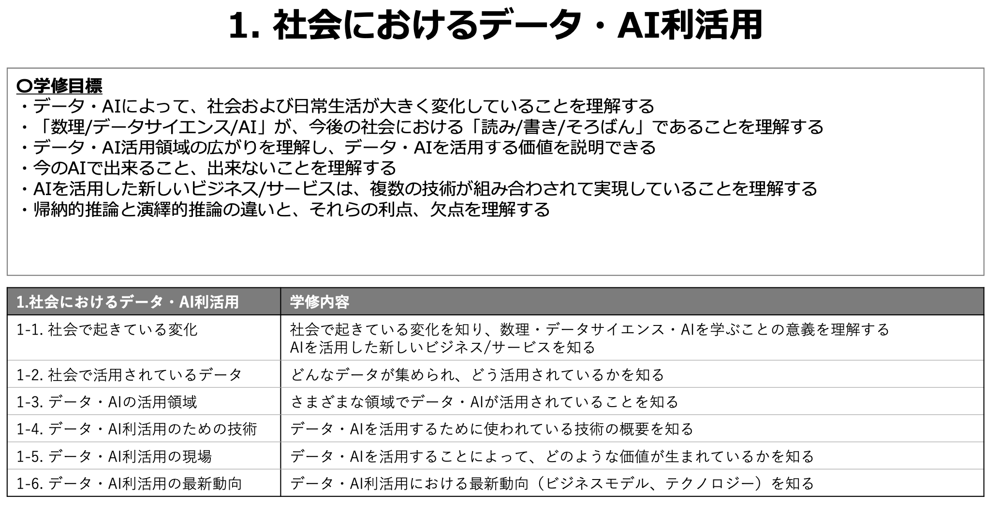 1. 社会におけるデータ・AI利活用
〇学修目標
・データ・AIによって、社会および日常生活が大きく変化していることを理解する
・「数理/データサイエンス/AI」が、今後の社会における「読み/書き/そろばん」であることを理解する
・データ・AI活用領域の広がりを理解し、データ・AIを活用する価値を説明できる
・今のAIで出来ること、出来ないことを理解する
・AIを活用した新しいビジネス/サービスは、複数の技術が組み合わされて実現していることを理解する
・帰納的推論と演繹的推論の違いと、それらの利点、欠点を理解する
1.社会におけるデータ・AI利活用 学修内容
1-1. 社会で起きている変化 社会で起きている変化を知り、数理・データサイエンス・AIを学ぶことの意義を理解する
AIを活用した新しいビジネス/サービスを知る
1-2. 社会で活用されているデータ どんなデータが集められ、どう活用されているかを知る
1-3. データ・AIの活用領域 さまざまな領域でデータ・AIが活用されていることを知る
1-4. データ・AI利活用のための技術 データ・AIを活用するために使われている技術の概要を知る
1-5. データ・AI利活用の現場 データ・AIを活用することによって、どのような価値が生まれているかを知る
1-6. データ・AI利活用の最新動向 データ・AI利活用における最新動向（ビジネスモデル、テクノロジー）を知る